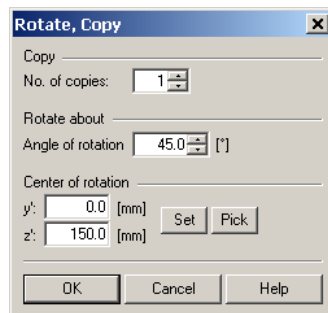 Rotate, Copy
Copy
No. of copies: 1
Rotate about
Angle of rotation 45.0 [°]
Center of rotation
y': 0.0 [mm]
z': 150.0 [mm]
Set Pick
OK Cancel Help